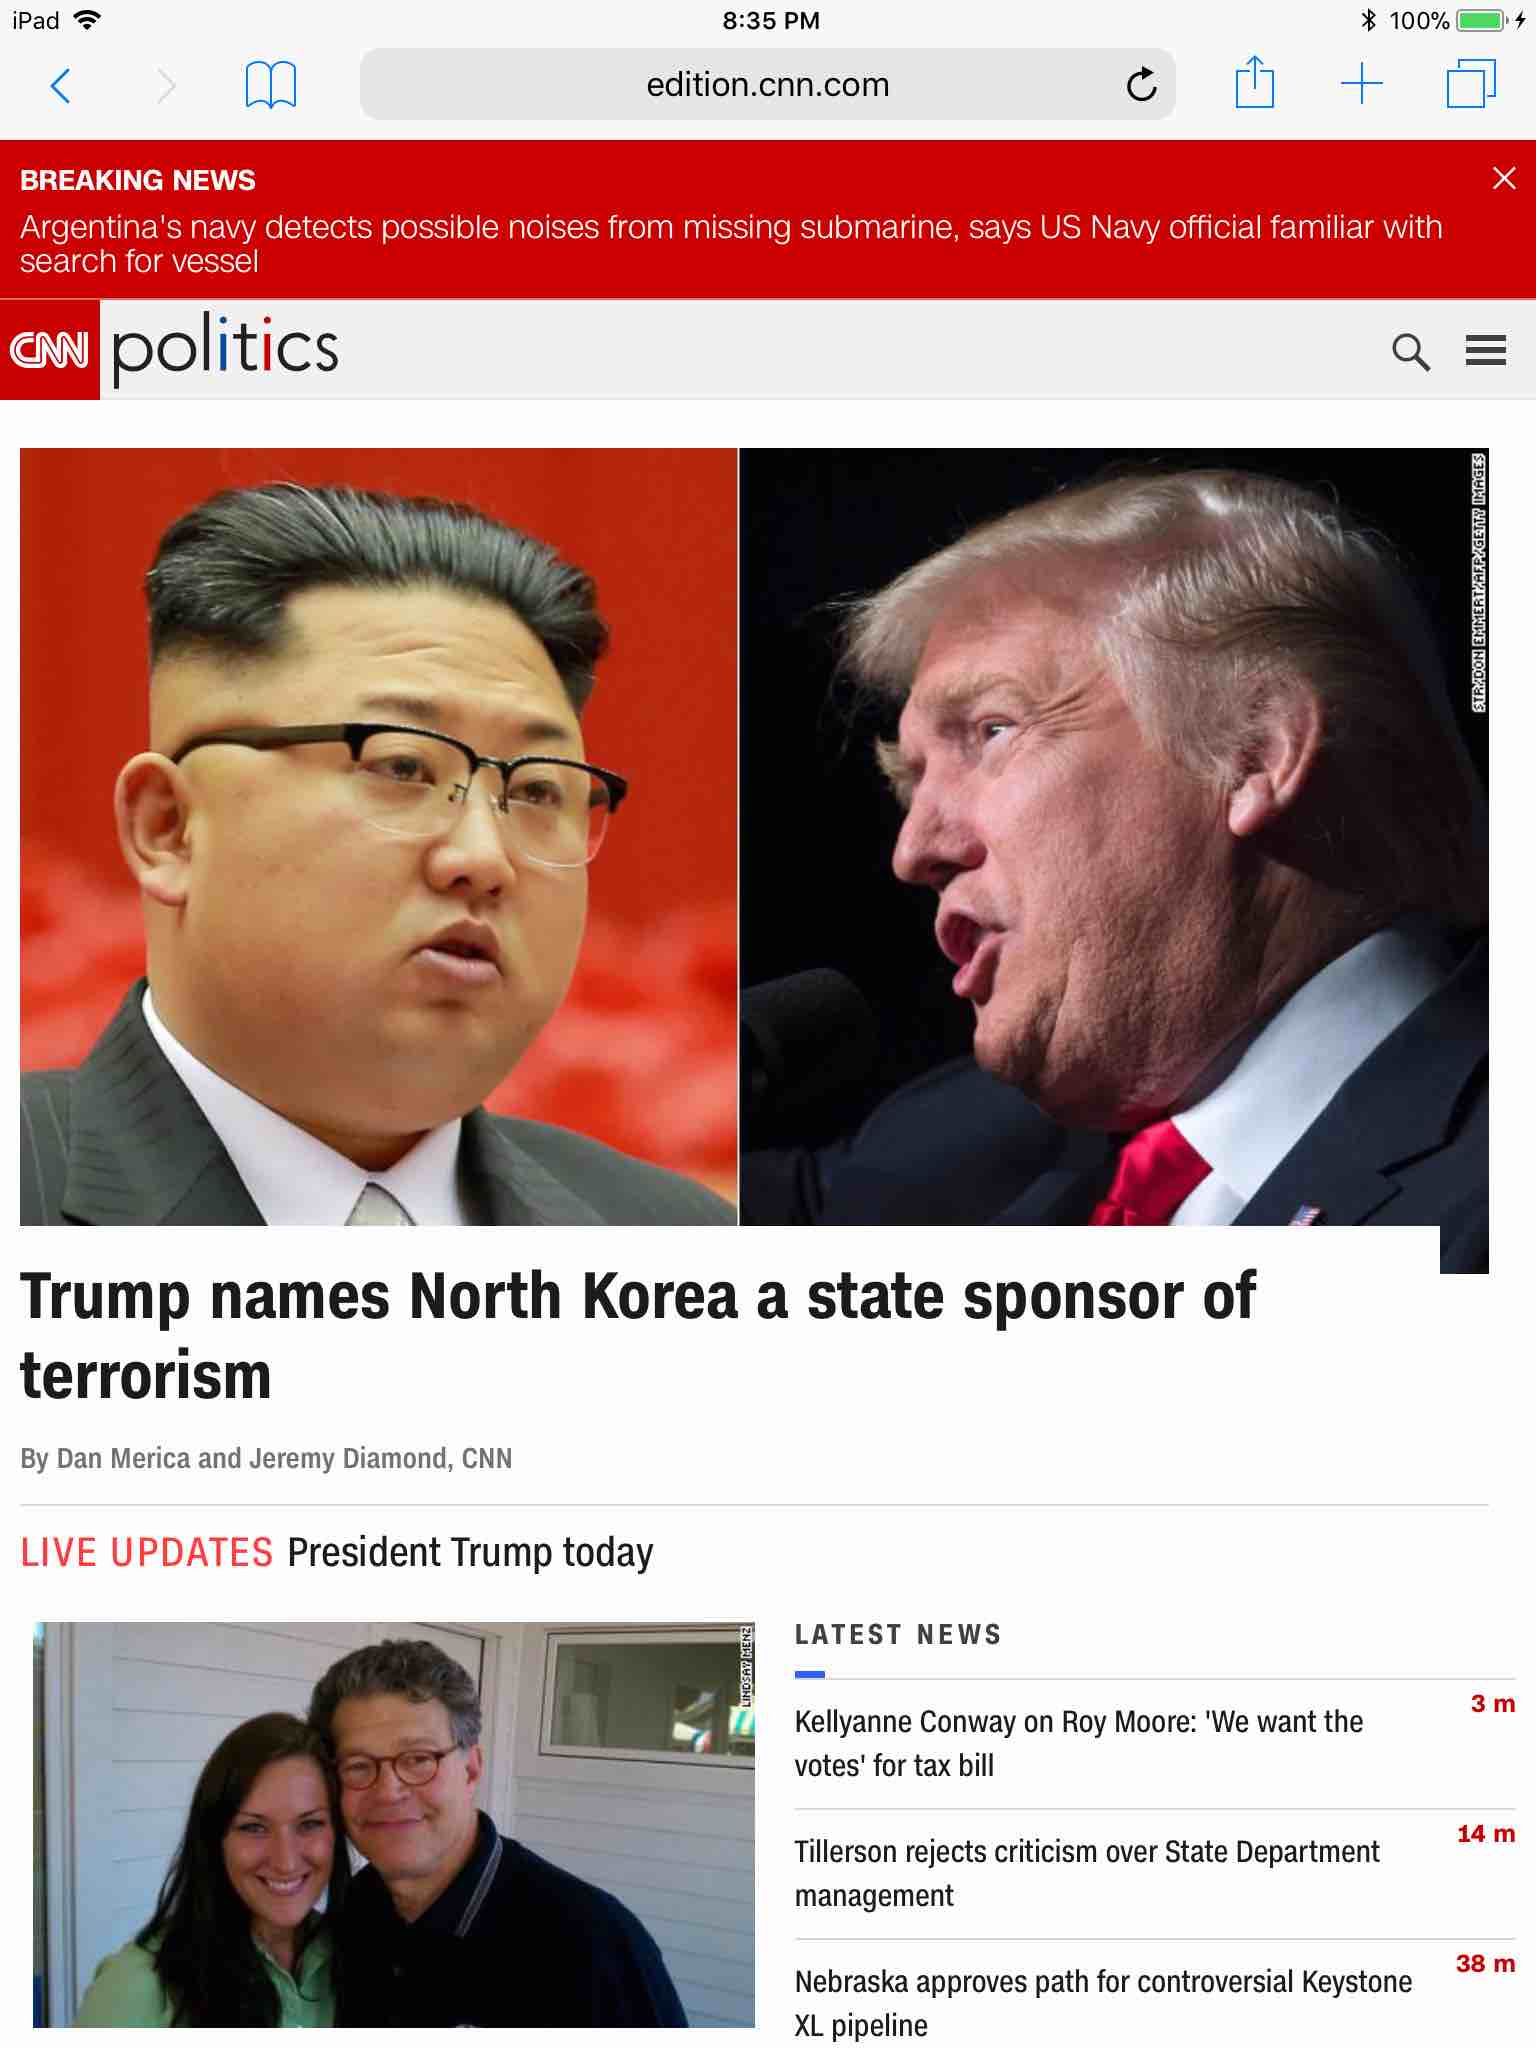 iPad
8:35 PM
100%
edition.cnn.com
BREAKING NEWS
Argentina's navy detects possible noises from missing submarine, says US Navy official familiar with
search for vessel
CNN politics
STR/DON EMMERT/AFP/GETTY IMAGES
Trump names North Korea a state sponsor of
terrorism
By Dan Merica and Jeremy Diamond, CNN
LIVE UPDATES President Trump today
LINDSAY MENZ
LATEST NEWS
Kellyanne Conway on Roy Moore: 'We want the
votes' for tax bill
3 m
Tillerson rejects criticism over State Department
management
14 m
Nebraska approves path for controversial Keystone
XL pipeline
38 m